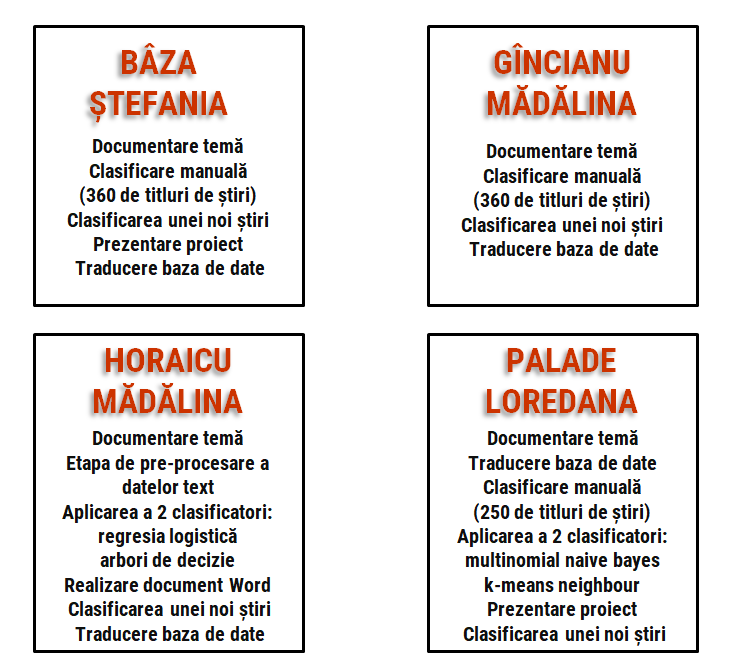 BÂZA
ȘTEFANIA
Documentare temă
Clasificare manuală
(360 de titluri de știri)
Clasificarea unei noi știri
Prezentare proiect
Traducere baza de date
GÎNCIANU
MĂDĂLINA
Documentare temă
Clasificare manuală
(360 de titluri de știri)
Clasificarea unei noi știri
Traducere baza de date
HORAICU
MĂDĂLINA
Documentare temă
Etapa de pre-procesare a
datelor text
Aplicarea a 2 clasificatori:
regresia logistică
arbori de decizie
Realizare document Word
Clasificarea unei noi știri
Traducere baza de date
PALADE
LOREDANA
Documentare temă
Traducere baza de date
Clasificare manuală
(250 de titluri de știri)
Aplicarea a 2 clasificatori:
multinomial naive bayes
k-means neighbour
Prezentare proiect
Clasificarea unei noi știri